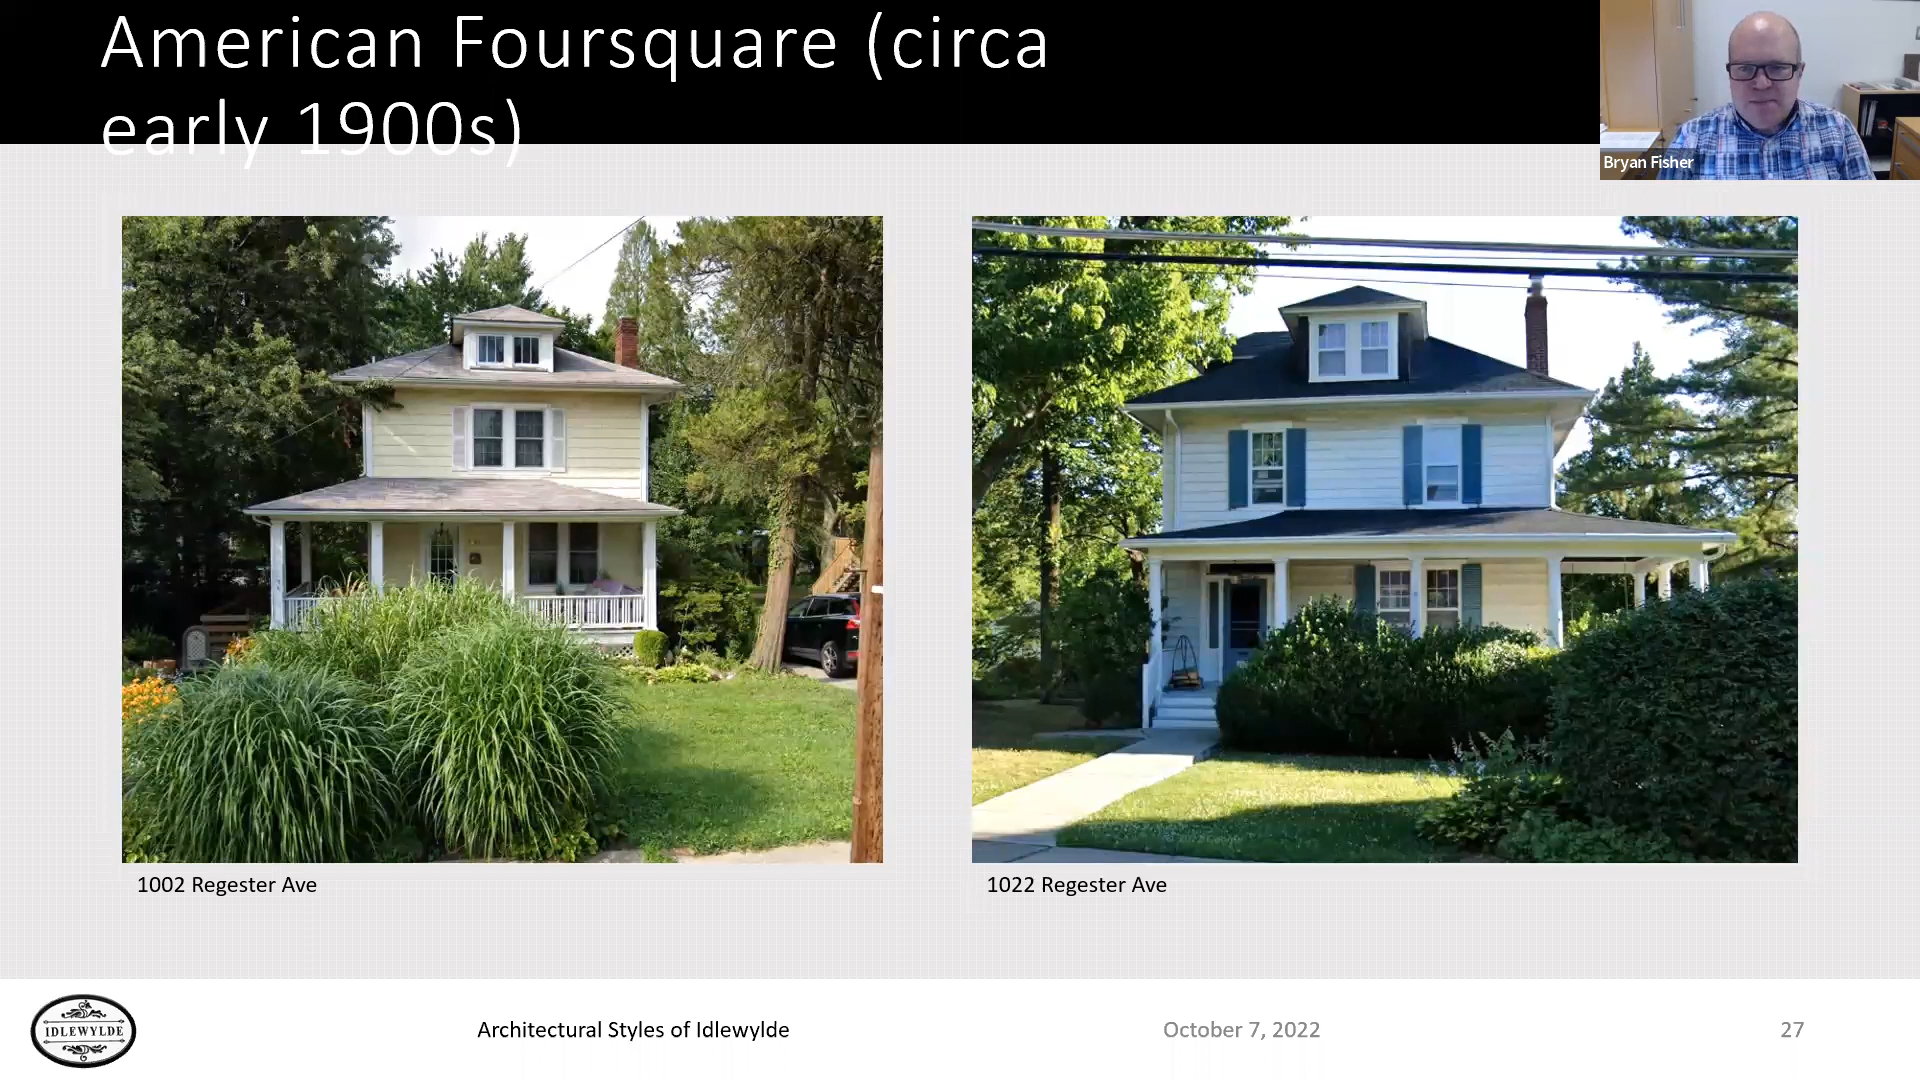 American Foursquare (circa
early 1900s)
Bryan Fisher
1002 Regester Ave
1022 Regester Ave
IDLEWYLDE
Architectural Styles of Idlewylde
October 7, 2022
27